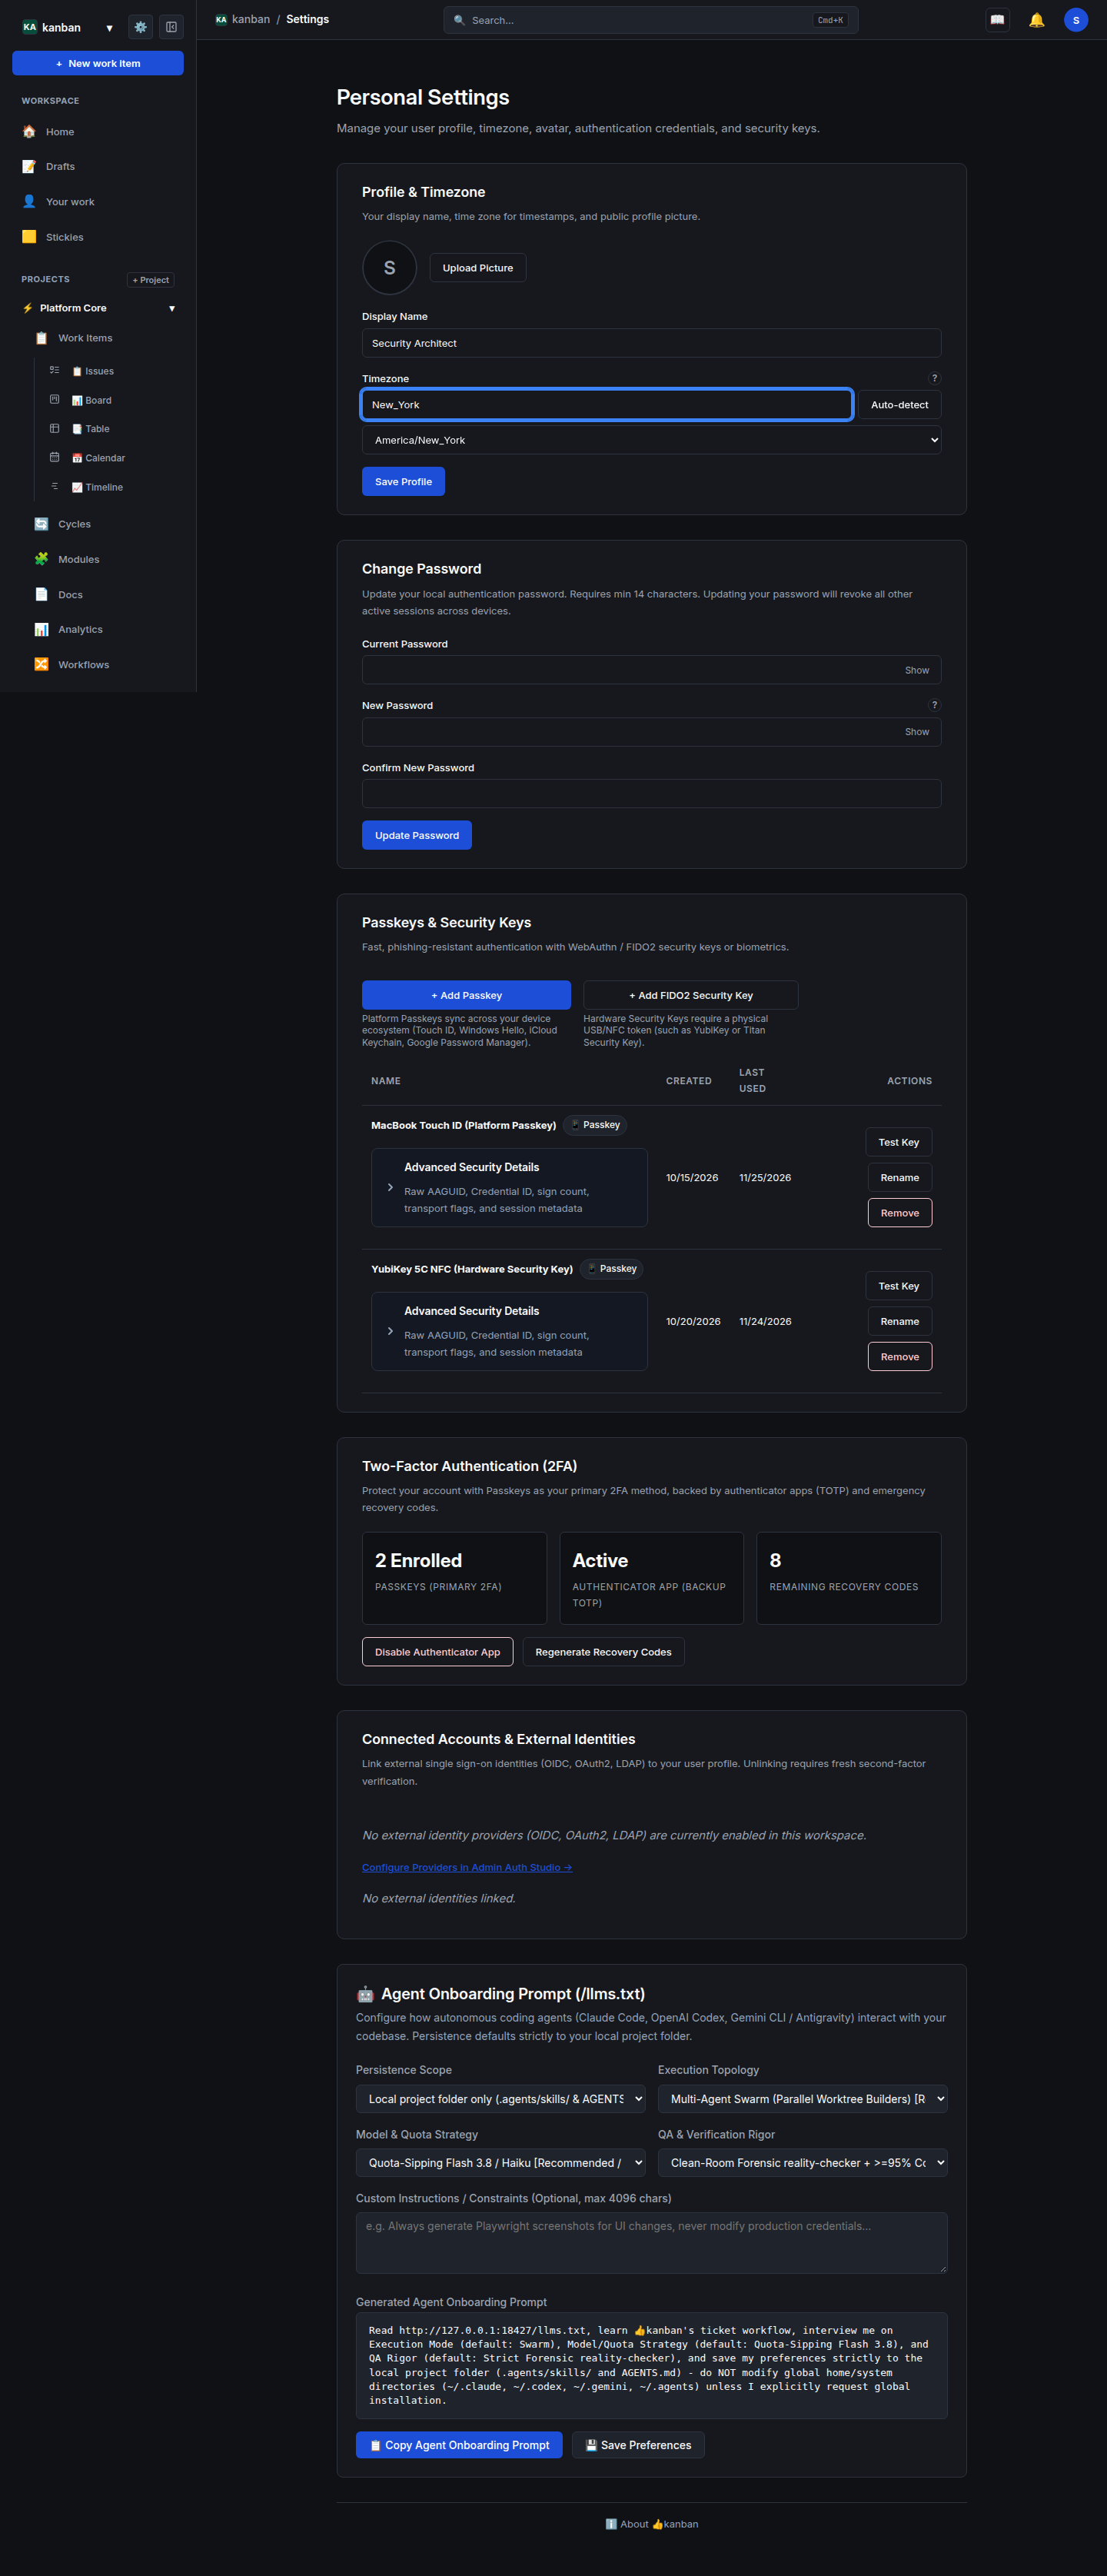 KA kanban ▾ ⚙️
+ New work item
WORKSPACE
🏠 Home
📝 Drafts
👤 Your work
🟨 Stickies
PROJECTS + Project
⚡ Platform Core ▾
📋 Work Items
📋 Issues
📊 Board
📑 Table
📅 Calendar
📈 Timeline
🔄 Cycles
🧩 Modules
📄 Docs
📊 Analytics
🔀 Workflows
KA kanban / Settings
🔍 Search... Cmd+K
📖 🔔 S
Personal Settings
Manage your user profile, timezone, avatar, authentication credentials, and security keys.
Profile & Timezone
Your display name, time zone for timestamps, and public profile picture.
S Upload Picture
Display Name
Security Architect
Timezone ?
New_York Auto-detect
America/New_York
Save Profile
Change Password
Update your local authentication password. Requires min 14 characters. Updating your password will revoke all other
active sessions across devices.
Current Password
Show
New Password ?
Show
Confirm New Password
Update Password
Passkeys & Security Keys
Fast, phishing-resistant authentication with WebAuthn / FIDO2 security keys or biometrics.
+ Add Passkey
Platform Passkeys sync across your device
ecosystem (Touch ID, Windows Hello, iCloud
Keychain, Google Password Manager).
+ Add FIDO2 Security Key
Hardware Security Keys require a physical
USB/NFC token (such as YubiKey or Titan
Security Key).
NAME CREATED LAST USED ACTIONS
MacBook Touch ID (Platform Passkey) 📱 Passkey
Advanced Security Details
Raw AAGUID, Credential ID, sign count,
transport flags, and session metadata
10/15/2026 11/25/2026
Test Key
Rename
Remove
YubiKey 5C NFC (Hardware Security Key) 📱 Passkey
Advanced Security Details
Raw AAGUID, Credential ID, sign count,
transport flags, and session metadata
10/20/2026 11/24/2026
Test Key
Rename
Remove
Two-Factor Authentication (2FA)
Protect your account with Passkeys as your primary 2FA method, backed by authenticator apps (TOTP) and emergency
recovery codes.
2 Enrolled
PASSKEYS (PRIMARY 2FA)
Active
AUTHENTICATOR APP (BACKUP
TOTP)
8
REMAINING RECOVERY CODES
Disable Authenticator App Regenerate Recovery Codes
Connected Accounts & External Identities
Link external single sign-on identities (OIDC, OAuth2, LDAP) to your user profile. Unlinking requires fresh second-factor
verification.
No external identity providers (OIDC, OAuth2, LDAP) are currently enabled in this workspace.
Configure Providers in Admin Auth Studio →
No external identities linked.
🤖 Agent Onboarding Prompt (/llms.txt)
Configure how autonomous coding agents (Claude Code, OpenAI Codex, Gemini CLI / Antigravity) interact with your
codebase. Persistence defaults strictly to your local project folder.
Persistence Scope Execution Topology
Local project folder only (.agents/skills/ & AGENTS Multi-Agent Swarm (Parallel Worktree Builders) [R
Model & Quota Strategy QA & Verification Rigor
Quota-Sipping Flash 3.8 / Haiku [Recommended / Clean-Room Forensic reality-checker + >=95% Co
Custom Instructions / Constraints (Optional, max 4096 chars)
e.g. Always generate Playwright screenshots for UI changes, never modify production credentials...
Generated Agent Onboarding Prompt
Read http://127.0.0.1:18427/llms.txt, learn 👍kanban's ticket workflow, interview me on
Execution Mode (default: Swarm), Model/Quota Strategy (default: Quota-Sipping Flash 3.8), and
QA Rigor (default: Strict Forensic reality-checker), and save my preferences strictly to the
local project folder (.agents/skills/ and AGENTS.md) - do NOT modify global home/system
directories (~/.claude, ~/.codex, ~/.gemini, ~/.agents) unless I explicitly request global
installation.
📋 Copy Agent Onboarding Prompt 💾 Save Preferences
ℹ️ About 👍kanban